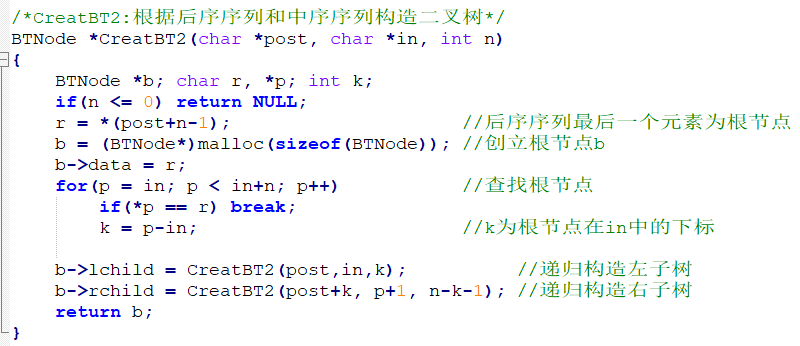 /*CreatBT2:根据后序序列和中序序列构造二叉树*/
BTNode *CreatBT2(char *post, char *in, int n)
{
    BTNode *b; char r, *p; int k;
    if(n <= 0) return NULL;
    r = *(post+n-1);                        //后序序列最后一个元素为根节点
    b = (BTNode*)malloc(sizeof(BTNode)); //创立根节点b
    b->data = r;
    for(p = in; p < in+n; p++)              //查找根节点
        if(*p == r) break;
        k = p-in;                           //k为根节点在in中的下标
    b->lchild = CreatBT2(post,in,k);            //递归构造左子树
    b->rchild = CreatBT2(post+k, p+1, n-k-1); //递归构造右子树
    return b;
}